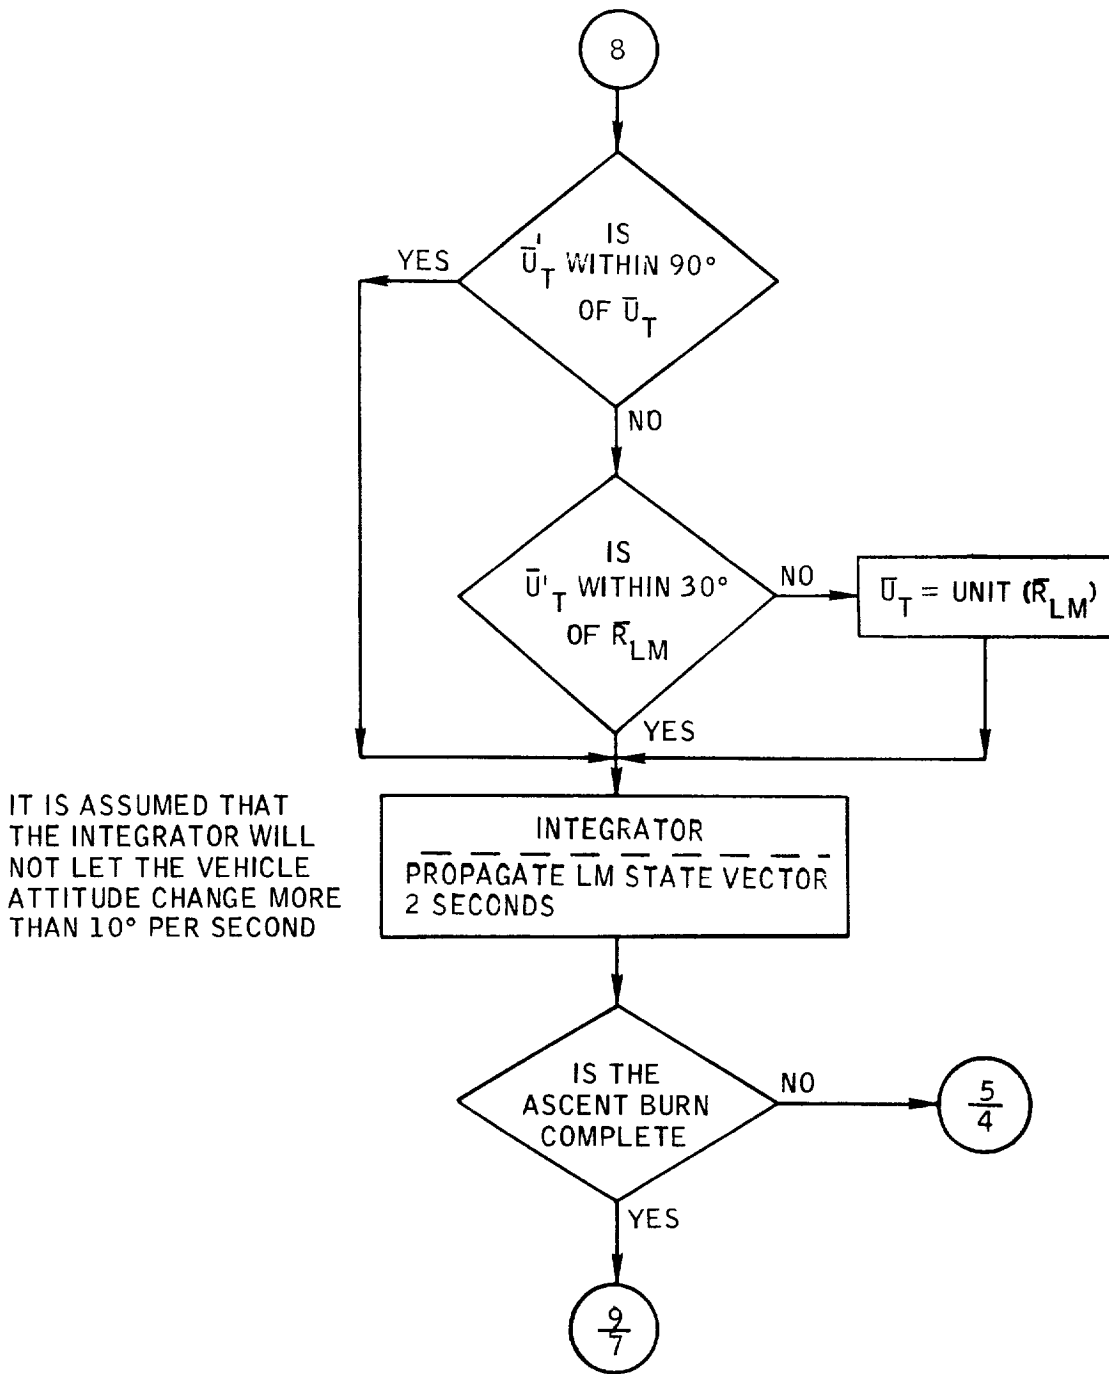 8
IS
Ū'T WITHIN 90°
OF ŪT
YES
NO
IS
Ū'T WITHIN 30°
OF R̄LM
NO
ŪT = UNIT (R̄LM)
YES
IT IS ASSUMED THAT
THE INTEGRATOR WILL
NOT LET THE VEHICLE
ATTITUDE CHANGE MORE
THAN 10° PER SECOND
INTEGRATOR
PROPAGATE LM STATE VECTOR
2 SECONDS
IS THE
ASCENT BURN
COMPLETE
NO
5
4
YES
9
7